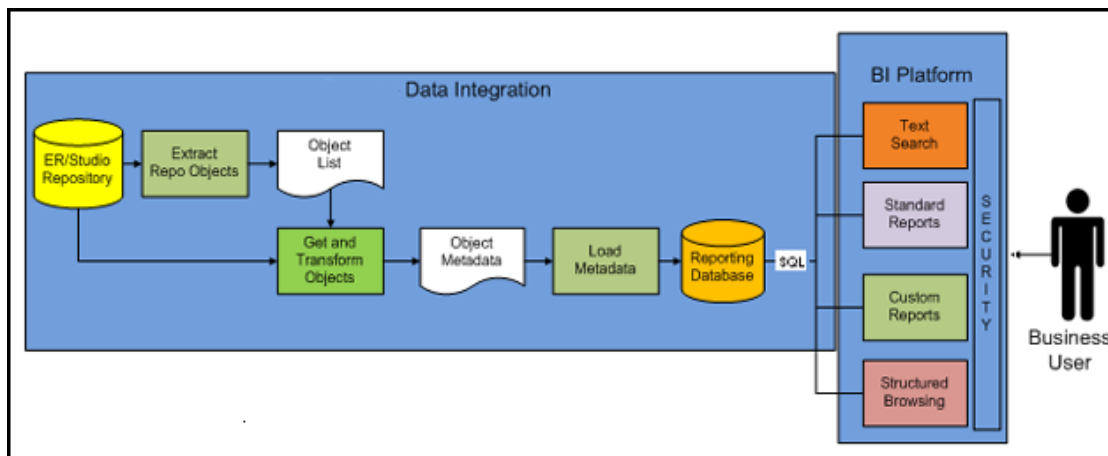 Data Integration
BI Platform
ER/Studio
Repository
Extract
Repo Objects
Object
List
Get and
Transform
Objects
Object
Metadata
Load
Metadata
Reporting
Database
SQL
Text
Search
Standard
Reports
Custom
Reports
Structured
Browsing
SECURITY
Business
User